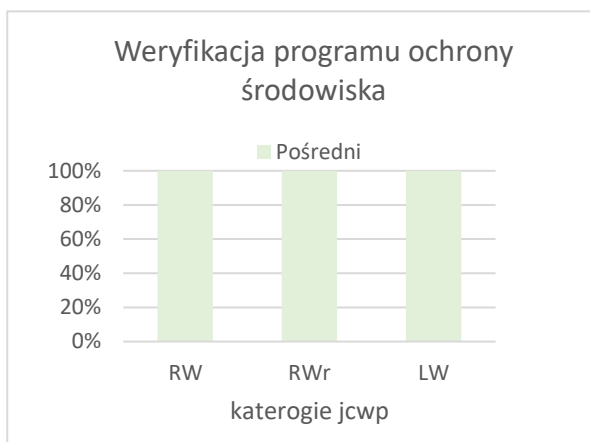 Weryfikacja programu ochrony
środowiska
Pośredni
100%
80%
60%
40%
20%
0%
RW RWr LW
katerogie jcwp